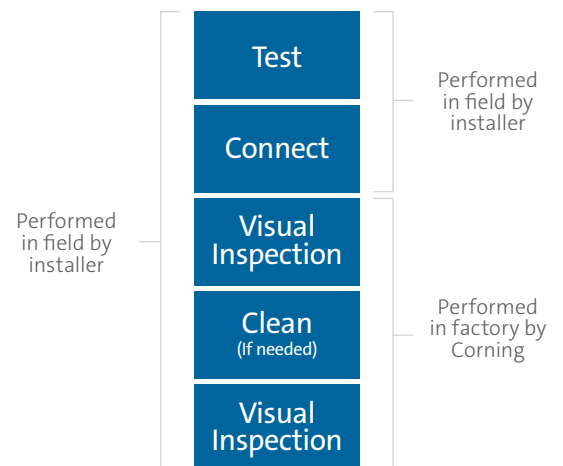 Test
Connect
Visual
Inspection
Clean
(If needed)
Visual
Inspection
Performed
in field by
installer
Performed
in field by
installer
Performed
in factory by
Corning